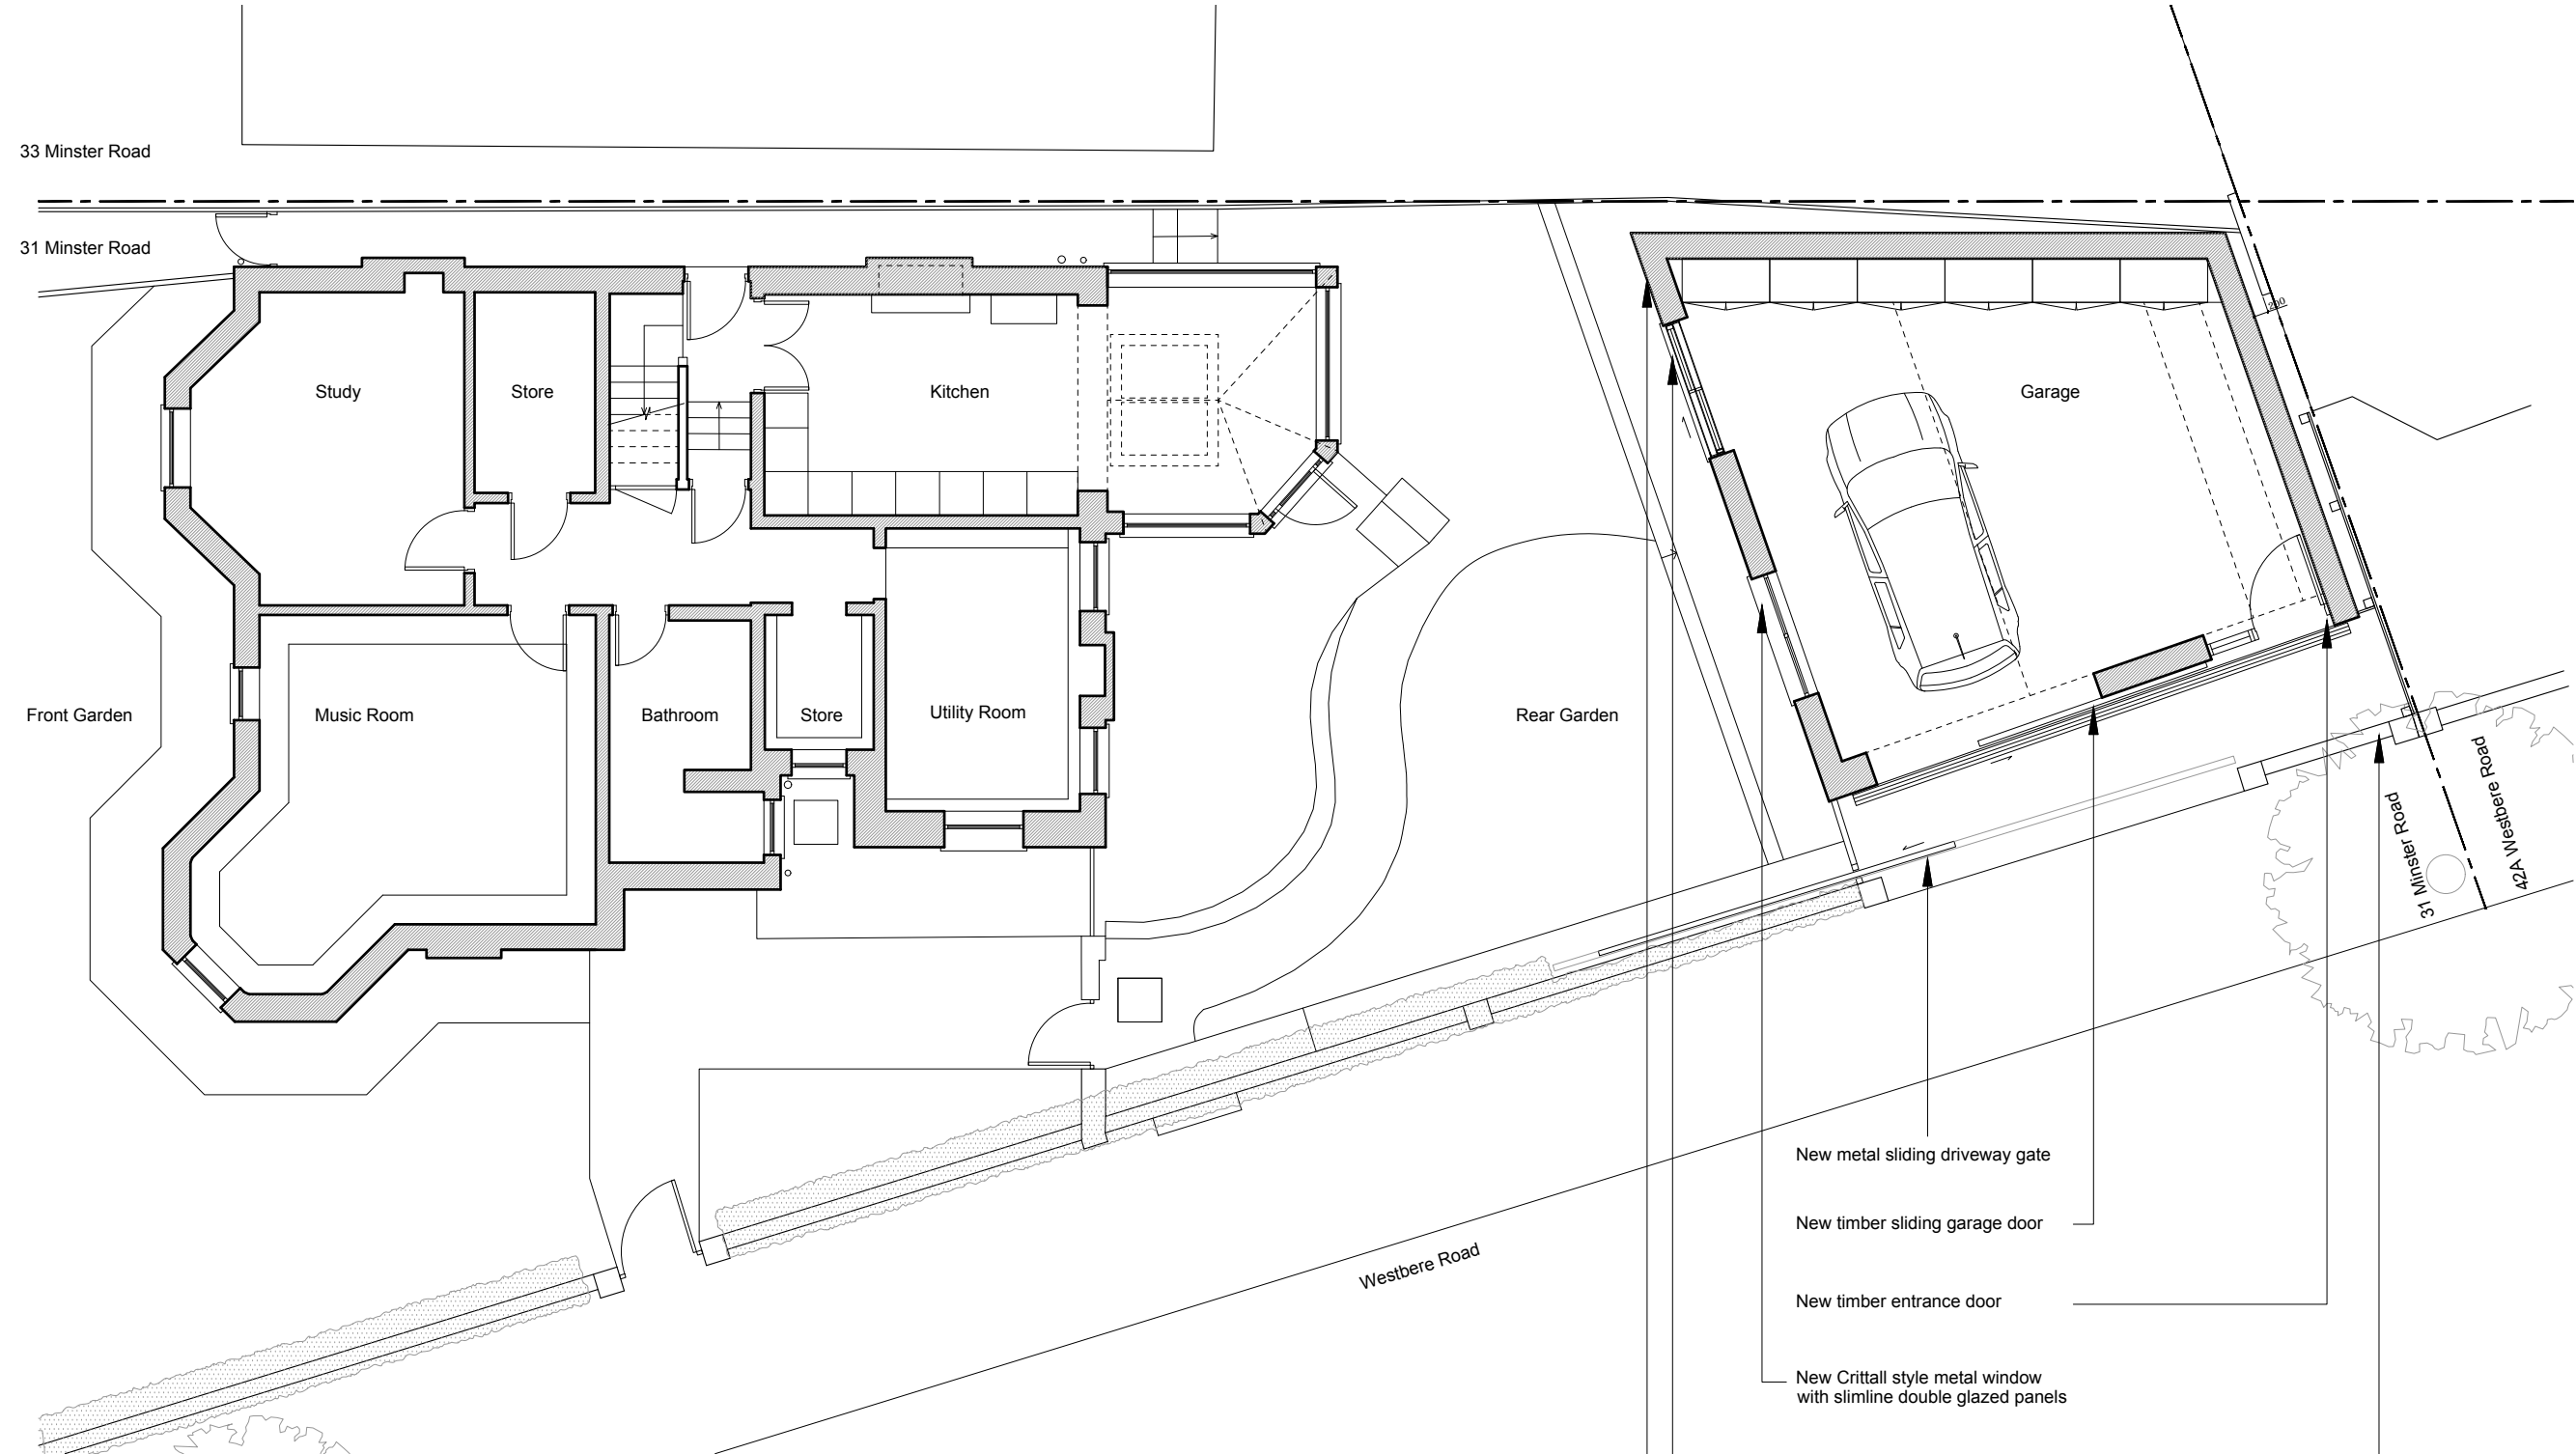 33 Minster Road
31 Minster Road
Study
Store
Kitchen
Garage
200
Front Garden
Music Room
Bathroom
Store
Utility Room
Rear Garden
31 Minster Road
42A Westbere Road
Westbere Road
New metal sliding driveway gate
New timber sliding garage door
New timber entrance door
New Crittall style metal window
with slimline double glazed panels